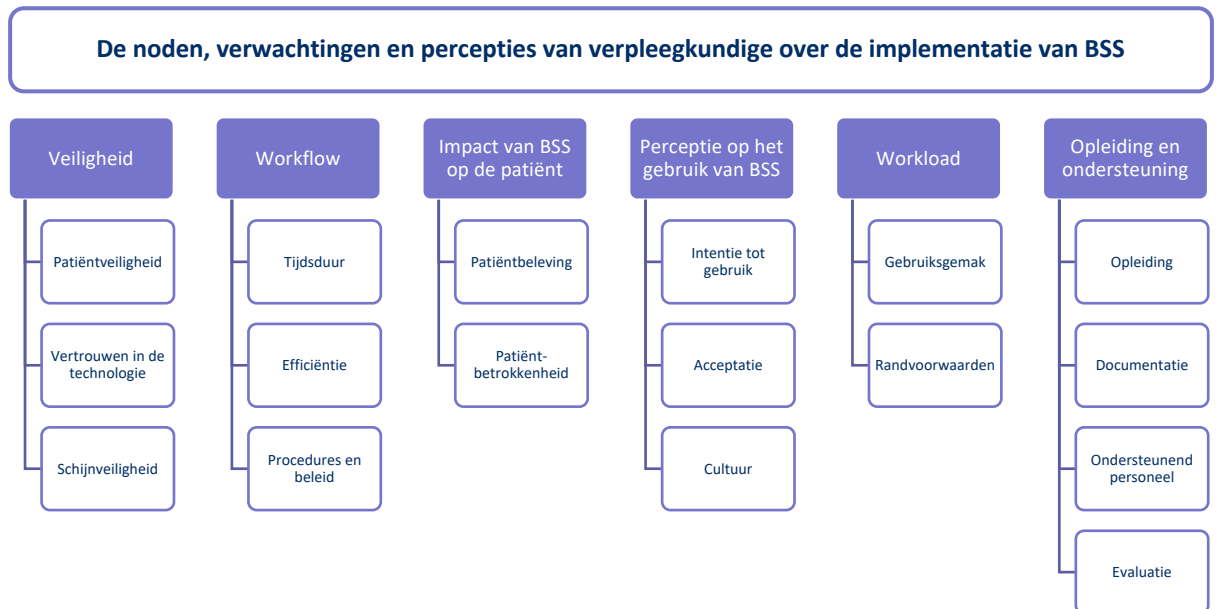 De noden, verwachtingen en percepties van verpleegkundige over de implementatie van BSS
Veiligheid
Patiëntveiligheid
Vertrouwen in de
technologie
Schijnveiligheid
Workflow
Tijdsduur
Efficiëntie
Procedures en
beleid
Impact van BSS
op de patiënt
Patiëntbeleving
Patiënt-
betrokkenheid
Perceptie op het
gebruik van BSS
Intentie tot
gebruik
Acceptatie
Cultuur
Workload
Gebruiksgemak
Randvoorwaarden
Opleiding en
ondersteuning
Opleiding
Documentatie
Ondersteunend
personeel
Evaluatie